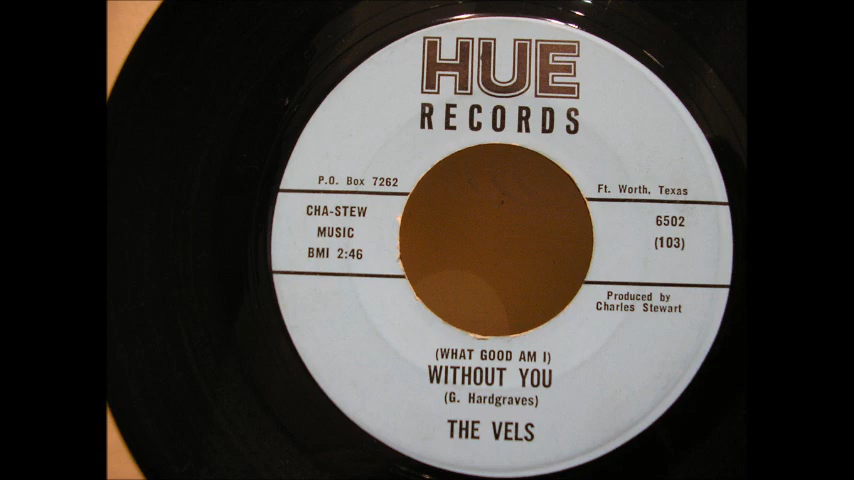 HUE
RECORDS
P.O. Box 7262
Ft. Worth, Texas
CHA-STEW
MUSIC
BMI 2:46
6502
(103)
Produced by
Charles Stewart
(WHAT GOOD AM I)
WITHOUT YOU
(G. Hardgraves)
THE VELS